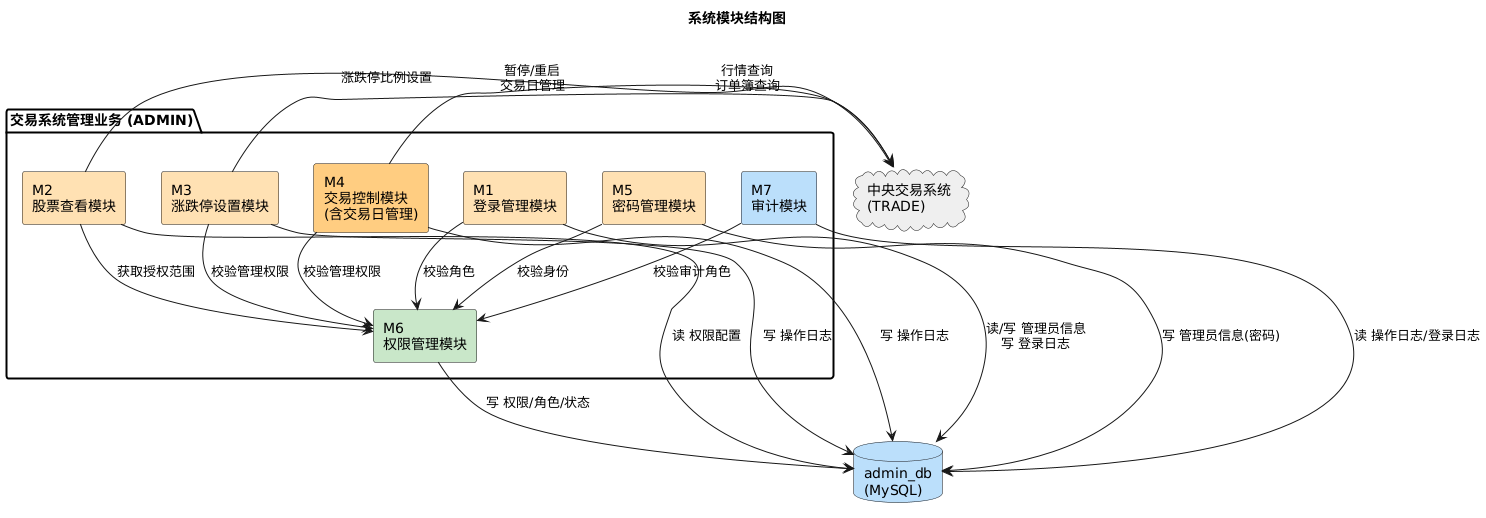 系统模块结构图
涨跌停比例设置
暂停/重启
交易日管理
行情查询
订单簿查询
交易系统管理业务 (ADMIN)
M2
股票查看模块
M3
涨跌停设置模块
M4
交易控制模块
(含交易日管理)
M1
登录管理模块
M5
密码管理模块
M7
审计模块
中央交易系统
(TRADE)
获取授权范围
校验管理权限
校验管理权限
校验角色
校验身份
校验审计角色
M6
权限管理模块
读 权限配置
写 操作日志
写 操作日志
读/写 管理员信息
写 登录日志
写 管理员信息(密码)
读 操作日志/登录日志
写 权限/角色/状态
admin_db
(MySQL)